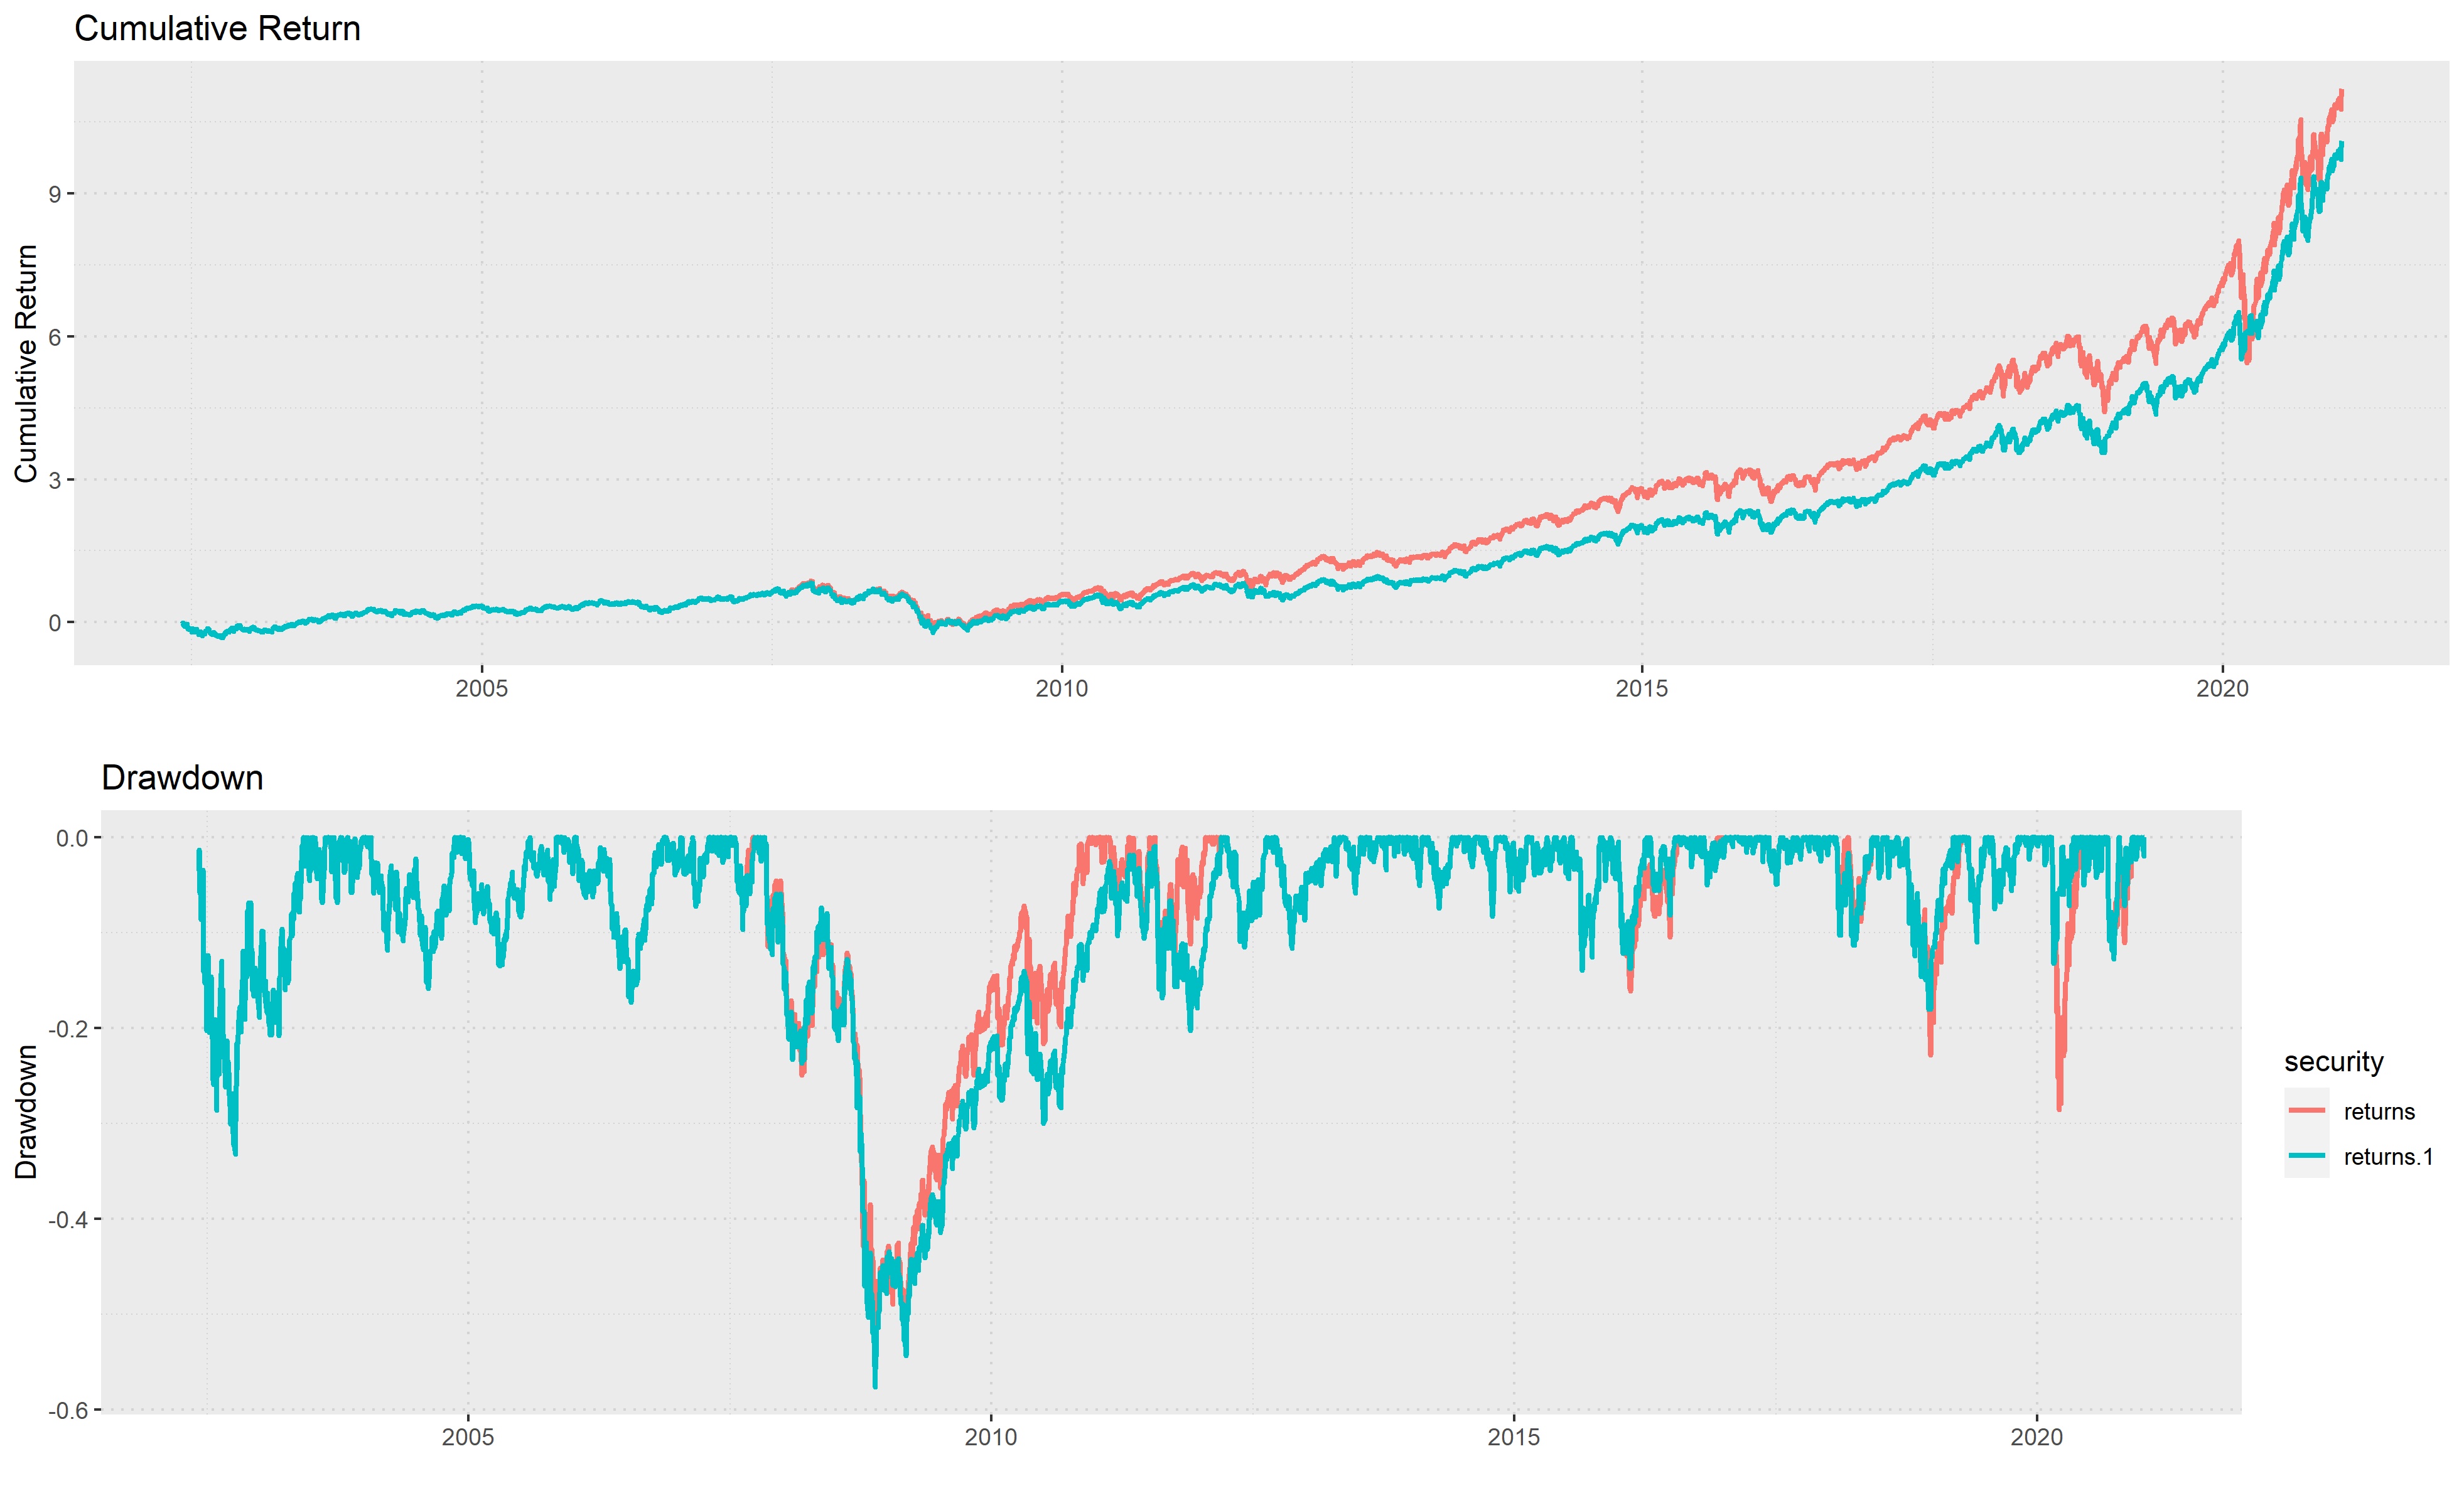 Cumulative Return
Cumulative Return
9
6
3
0
2005 2010 2015 2020
Drawdown
Drawdown
0.0
-0.2
-0.4
-0.6
2005 2010 2015 2020
security
returns
returns.1